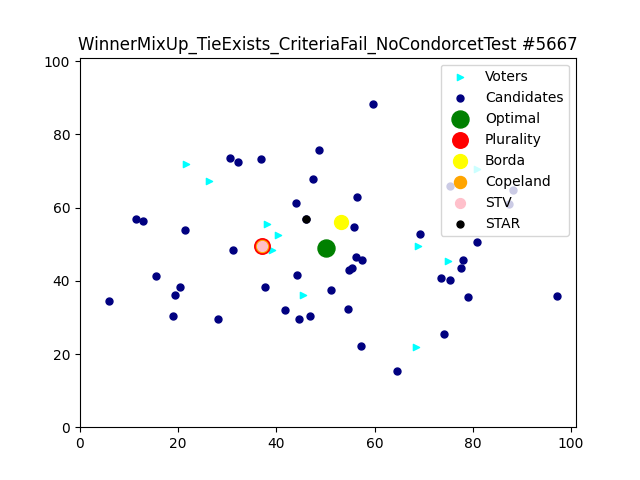 WinnerMixUp_TieExists_CriteriaFail_NoCondorcetTest #5667
100
80
60
40
20
0
0 20 40 60 80 100
Voters
Candidates
Optimal
Plurality
Borda
Copeland
STV
STAR